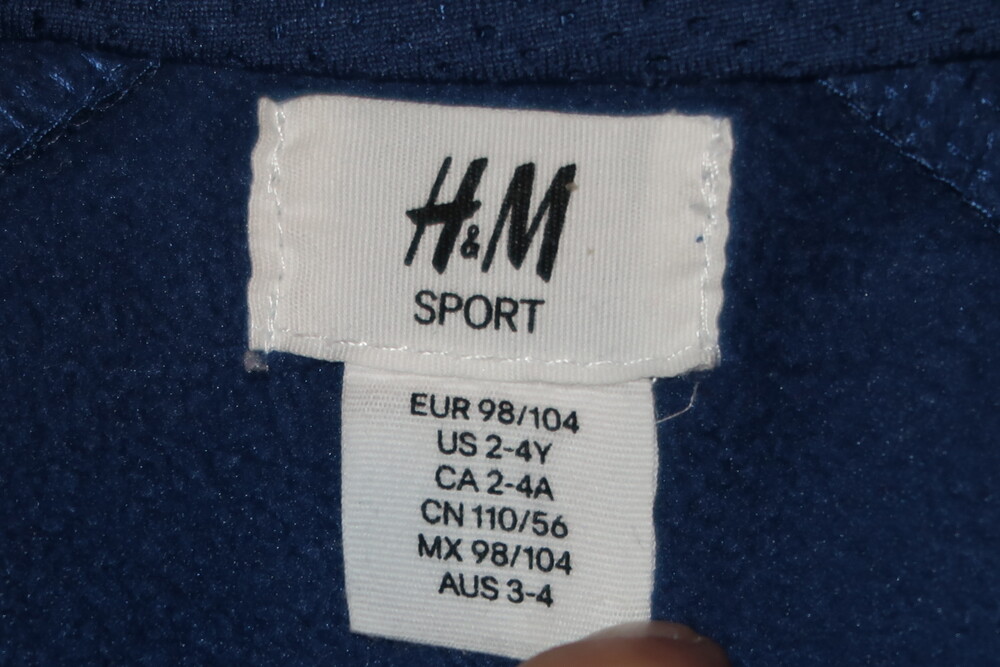 H&M
SPORT
EUR 98/104
US 2-4Y
CA 2-4A
CN 110/56
MX 98/104
AUS 3-4